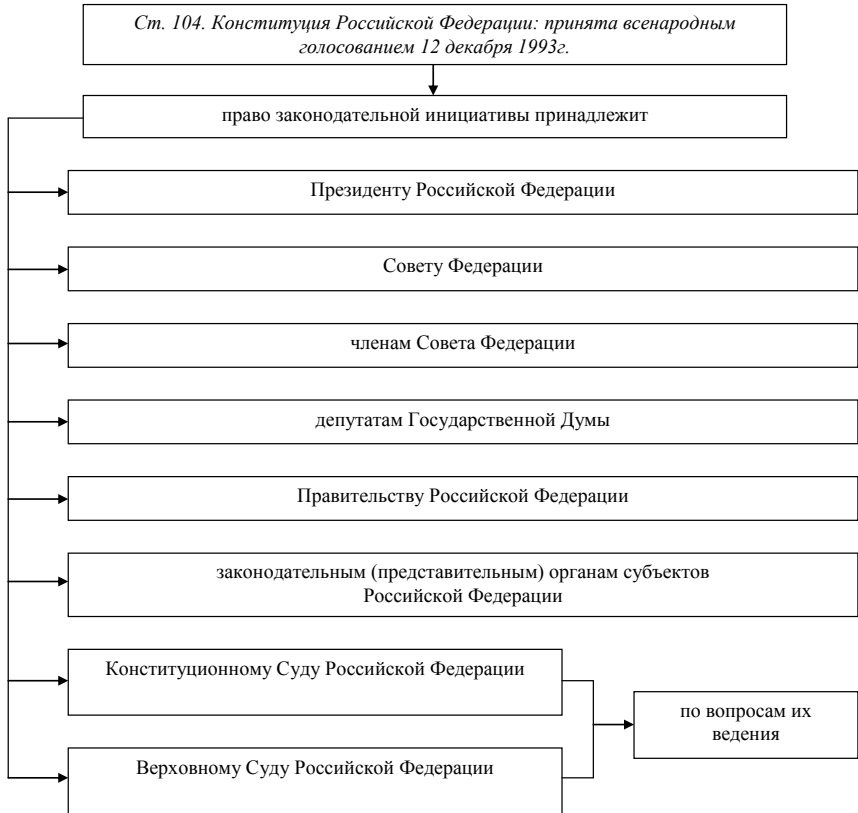 Ст. 104. Конституция Российской Федерации: принята всенародным
голосованием 12 декабря 1993г.
право законодательной инициативы принадлежит
Президенту Российской Федерации
Совету Федерации
членам Совета Федерации
депутатам Государственной Думы
Правительству Российской Федерации
законодательным (представительным) органам субъектов
Российской Федерации
Конституционному Суду Российской Федерации
по вопросам их
ведения
Верховному Суду Российской Федерации